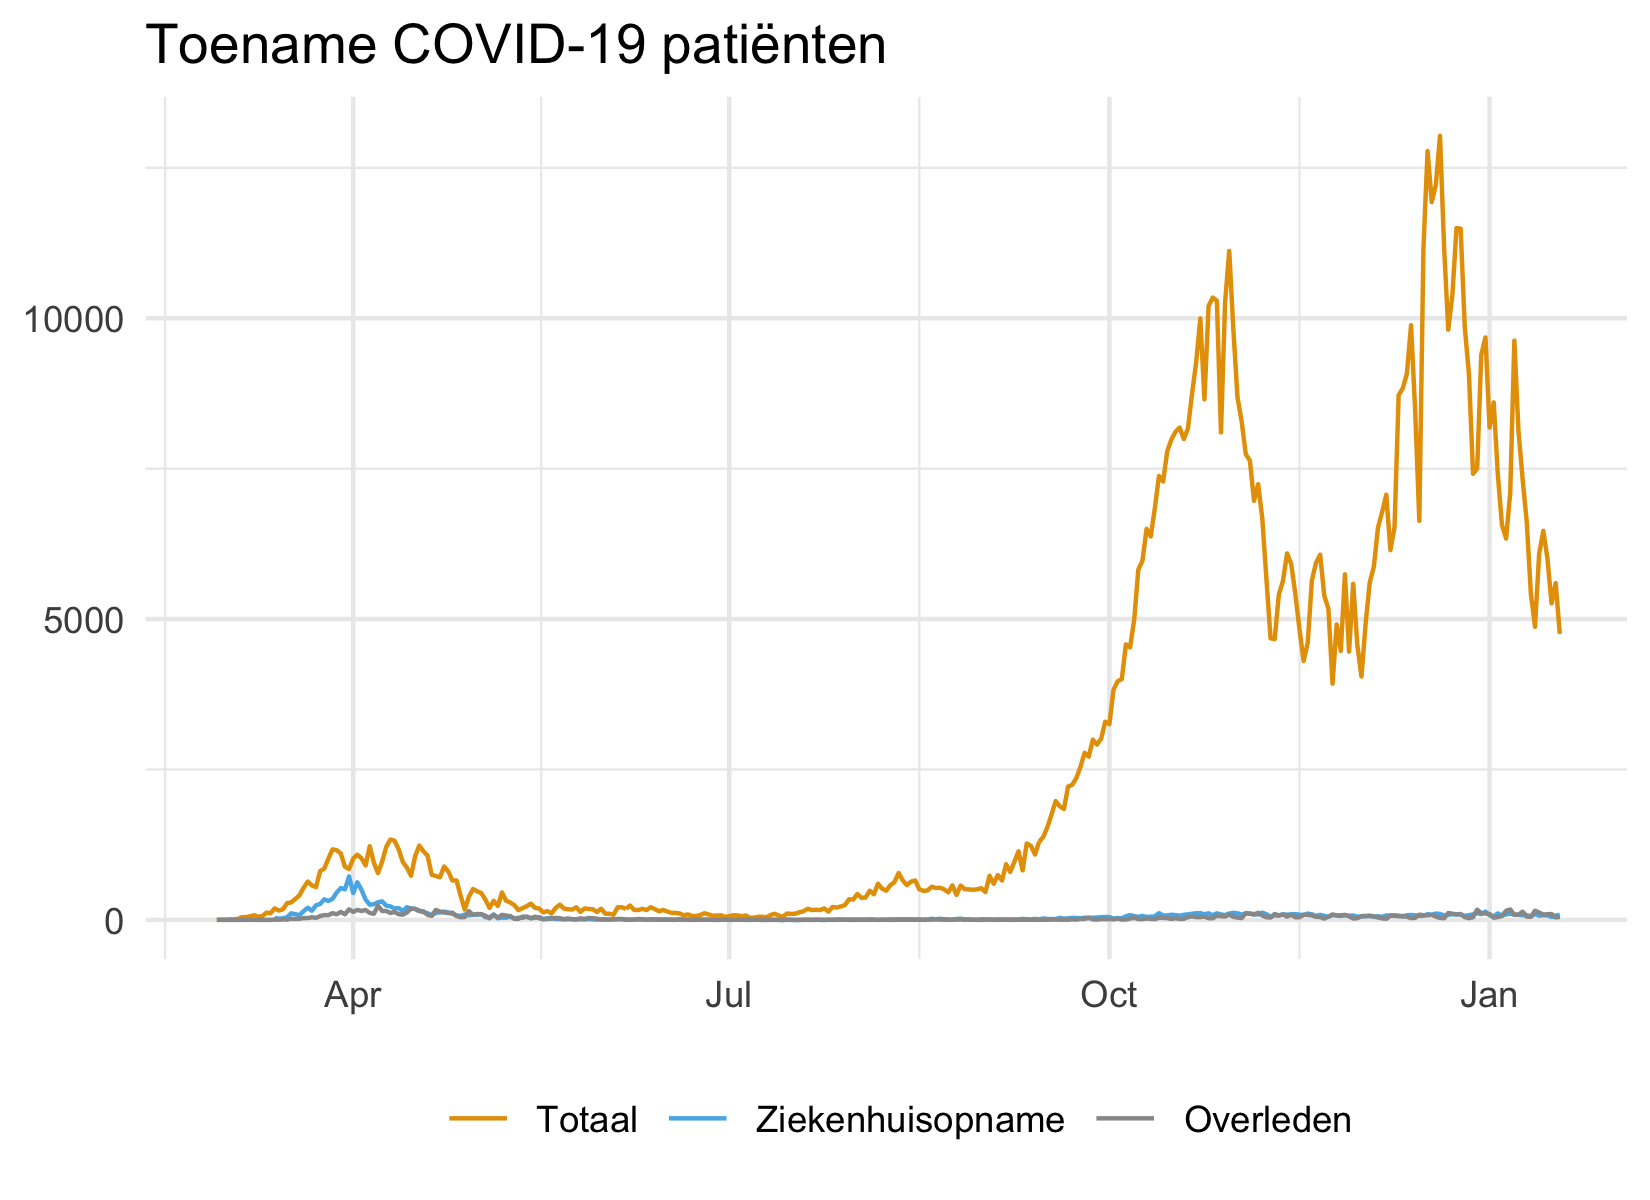 Toename COVID-19 patiënten
10000
5000
0
Apr Jul Oct Jan
Totaal Ziekenhuisopname Overleden